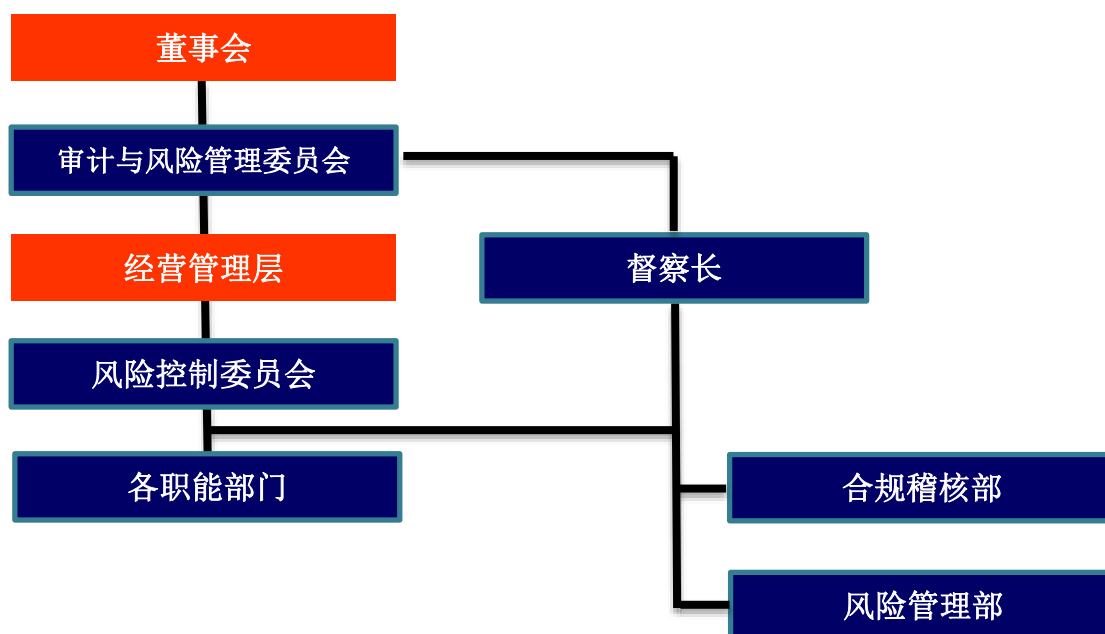 董事会
审计与风险管理委员会
经营管理层
督察长
风险控制委员会
各职能部门
合规稽核部
风险管理部